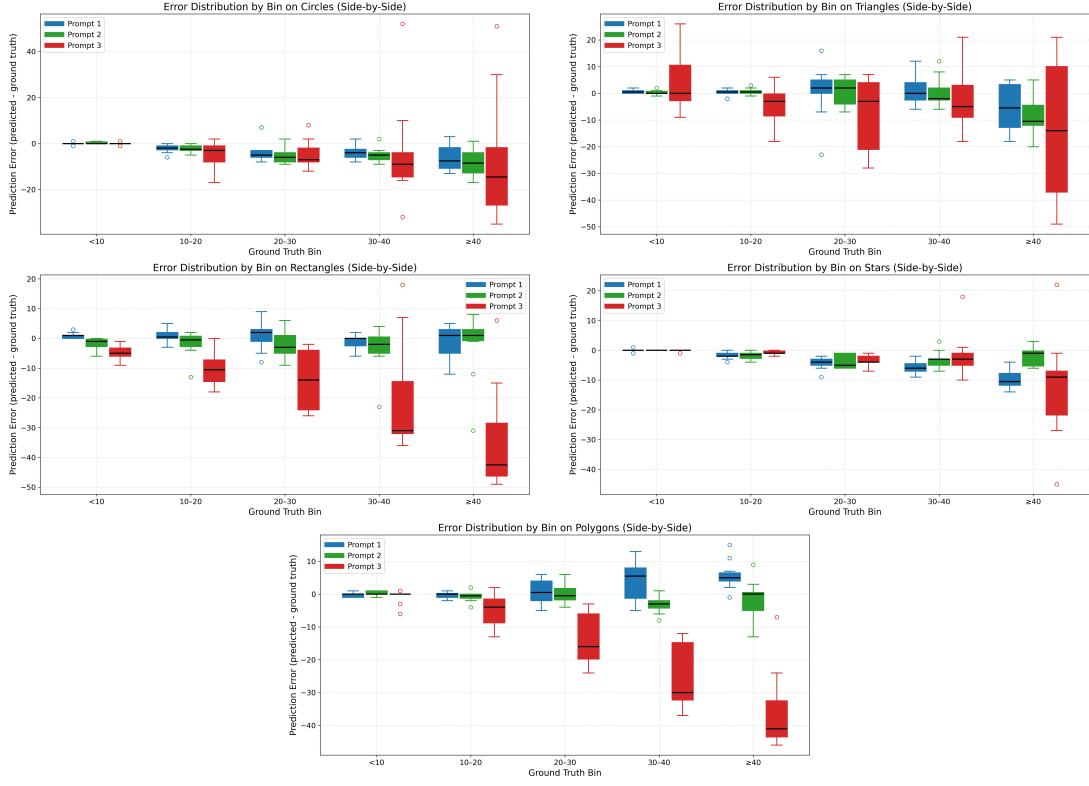 Error Distribution by Bin on Circles (Side-by-Side)
Prompt 1
Prompt 2
Prompt 3
Prediction Error (predicted - ground truth)
40
20
0
−20
<10
10–20
20–30
30–40
≥40
Ground Truth Bin
Error Distribution by Bin on Triangles (Side-by-Side)
Prompt 1
Prompt 2
Prompt 3
Prediction Error (predicted - ground truth)
20
10
0
−10
−20
−30
−40
−50
<10
10–20
20–30
30–40
≥40
Ground Truth Bin
Error Distribution by Bin on Rectangles (Side-by-Side)
Prompt 1
Prompt 2
Prompt 3
Prediction Error (predicted - ground truth)
20
10
0
−10
−20
−30
−40
−50
<10
10–20
20–30
30–40
≥40
Ground Truth Bin
Error Distribution by Bin on Stars (Side-by-Side)
Prompt 1
Prompt 2
Prompt 3
Prediction Error (predicted - ground truth)
20
10
0
−10
−20
−30
−40
<10
10–20
20–30
30–40
≥40
Ground Truth Bin
Error Distribution by Bin on Polygons (Side-by-Side)
Prompt 1
Prompt 2
Prompt 3
Prediction Error (predicted - ground truth)
10
0
−10
−20
−30
−40
<10
10–20
20–30
30–40
≥40
Ground Truth Bin